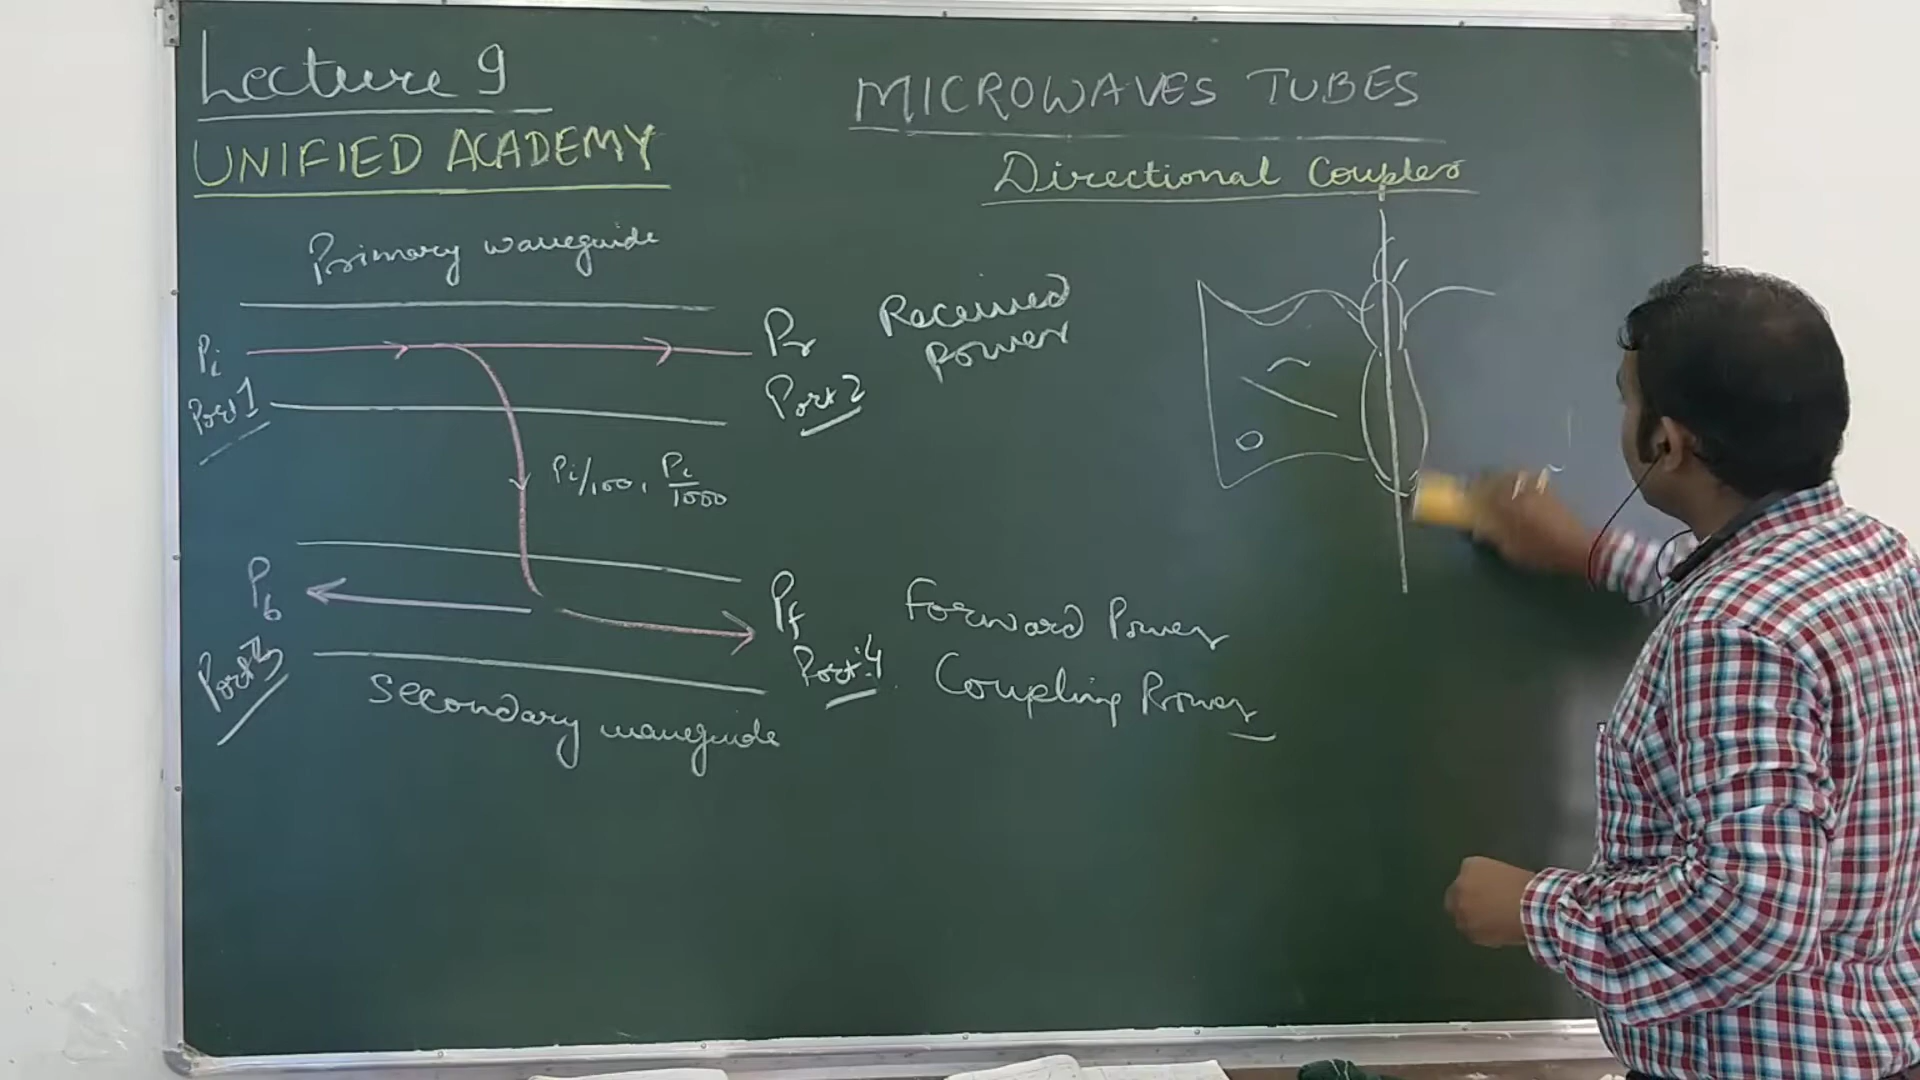 Lecture 9
UNIFIED ACADEMY
MICROWAVES TUBES
Directional Coupler
Primary waveguide
Pi
Port 1
Pr
Port 2
Received
Power
Pi/100, Pi/1000
Pb
Port 3
Pf
Port: 4
Forward Power
Coupling Power
Secondary waveguide